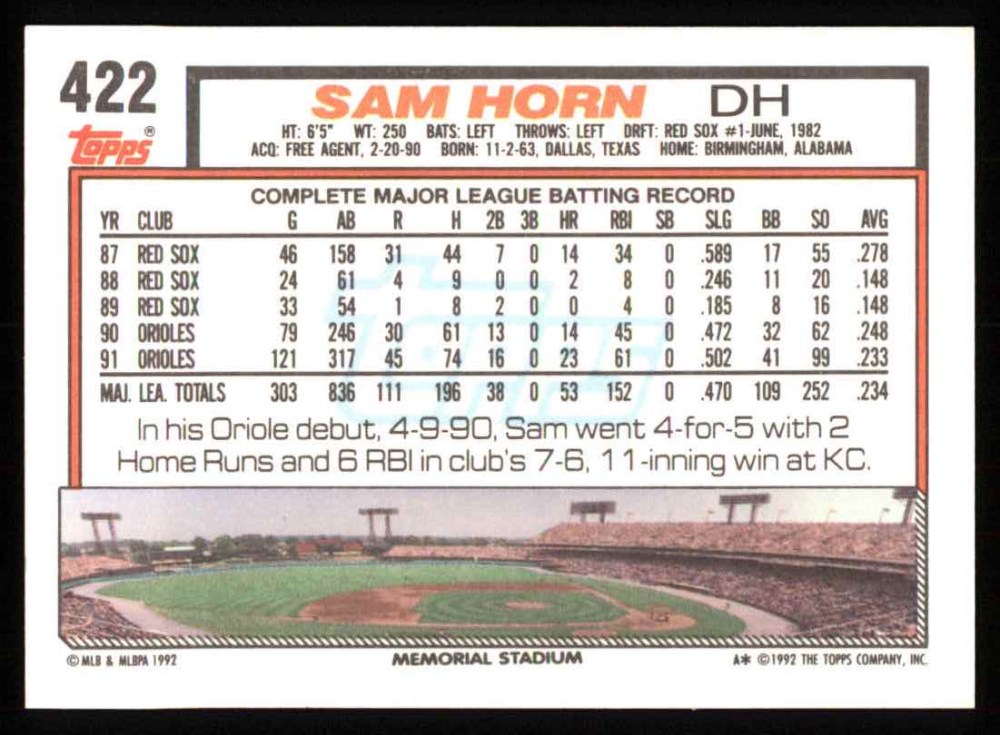 422
SAM HORN DH
Topps®
HT: 6'5" WT: 250 BATS: LEFT THROWS: LEFT DRFT: RED SOX #1-JUNE, 1982
ACQ: FREE AGENT, 2-20-90 BORN: 11-2-63, DALLAS, TEXAS HOME: BIRMINGHAM, ALABAMA
COMPLETE MAJOR LEAGUE BATTING RECORD
YR CLUB G AB R H 2B 3B HR RBI SB SLG BB SO AVG
87 RED SOX 46 158 31 44 7 0 14 34 0 .589 17 55 .278
88 RED SOX 24 61 4 9 0 0 2 8 0 .246 11 20 .148
89 RED SOX 33 54 1 8 2 0 0 4 0 .185 8 16 .148
90 ORIOLES 79 246 30 61 13 0 14 45 0 .472 32 62 .248
91 ORIOLES 121 317 45 74 16 0 23 61 0 .502 41 99 .233
MAJ. LEA. TOTALS 303 836 111 196 38 0 53 152 0 .470 109 252 .234
Topps
In his Oriole debut, 4-9-90, Sam went 4-for-5 with 2
Home Runs and 6 RBI in club's 7-6, 11-inning win at KC.
© MLB & MLBPA 1992 MEMORIAL STADIUM A* © 1992 THE TOPPS COMPANY, INC.